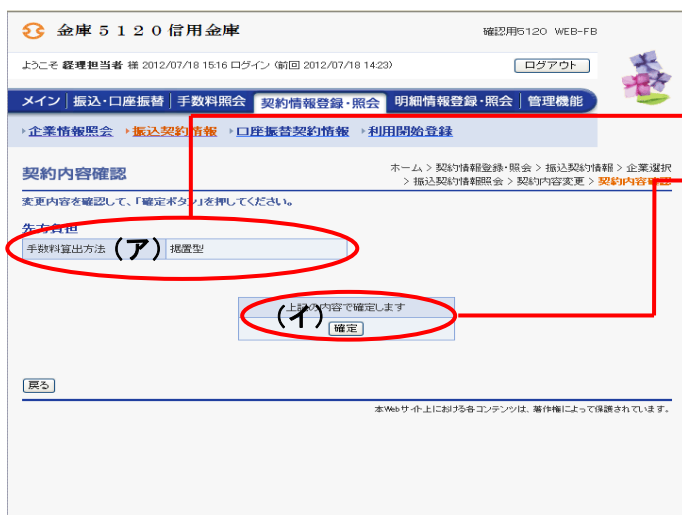 金庫５１２０信用金庫
確認用5120 WEB-FB
ようこそ 経理担当者 様 2012/07/18 15:16 ログイン (前回 2012/07/18 14:23)
ログアウト
メイン 振込・口座振替 手数料照会 契約情報登録・照会 明細情報登録・照会 管理機能
企業情報照会 振込契約情報 口座振替契約情報 利用開始登録
契約内容確認
ホーム > 契約情報登録・照会 > 振込契約情報 > 企業選択
> 振込契約情報照会 > 契約内容変更 > 契約内容確認
変更内容を確認して、「確定ボタン」を押してください。
先方負担
手数料算出方法 (ア) 据置型
上記の内容で確定します
(イ) 確定
戻る
本Webサイト上における各コンテンツは、著作権によって保護されています。